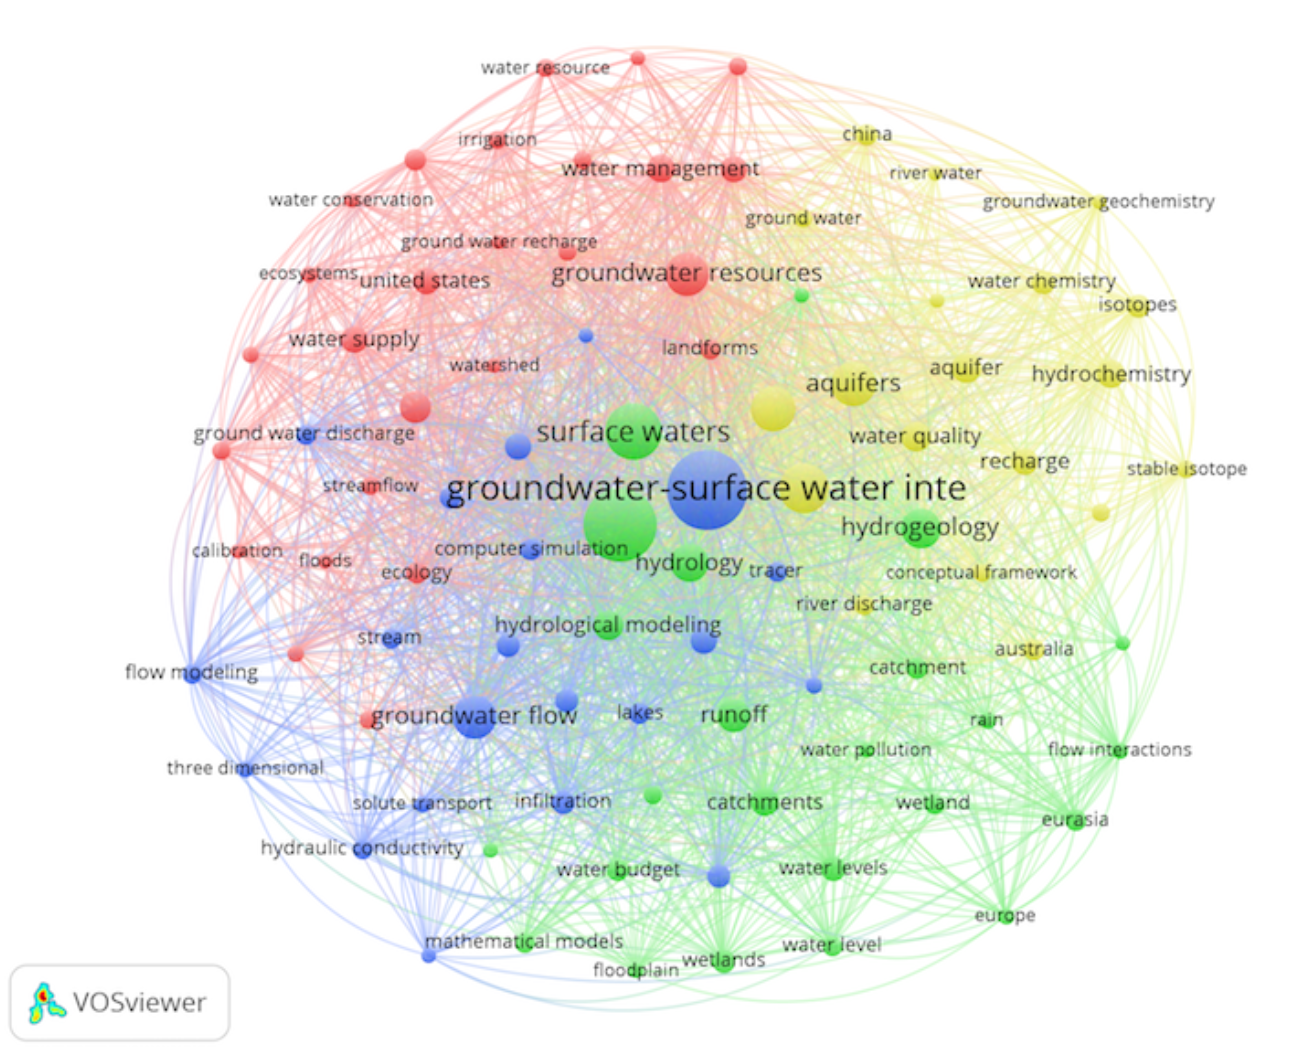 water resource
china
irrigation
water management
river water
water conservation
groundwater geochemistry
ground water
ground water recharge
ecosystems
united states
groundwater resources
water chemistry
isotopes
water supply
landforms
watershed
aquifer
hydrochemistry
aquifers
surface waters
ground water discharge
water quality
recharge
stable isotope
streamflow
groundwater-surface water inte
hydrogeology
calibration
floods
computer simulation
hydrology
tracer
ecology
conceptual framework
river discharge
hydrological modeling
stream
australia
flow modeling
catchment
groundwater flow
lakes
runoff
rain
water pollution
flow interactions
three dimensional
solute transport
infiltration
catchments
wetland
eurasia
hydraulic conductivity
water budget
water levels
europe
mathematical models
water level
wetlands
floodplain
VOSviewer